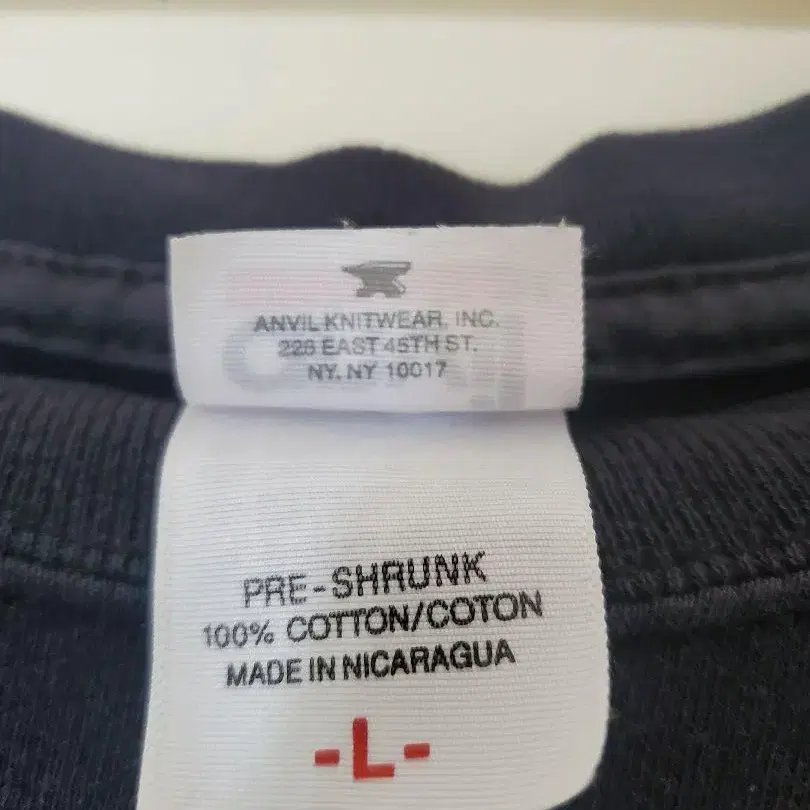 ANVIL KNITWEAR, INC.
228 EAST 45TH ST.
NY, NY 10017
PRE-SHRUNK
100% COTTON/COTON
MADE IN NICARAGUA
-L-